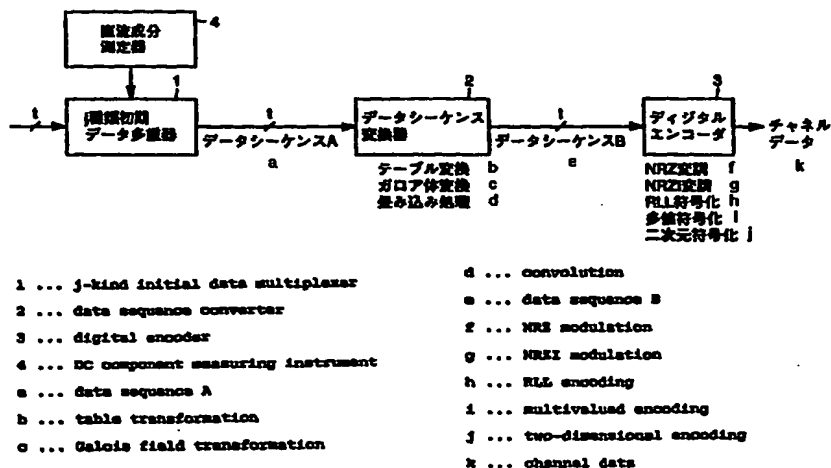 直流成分
測定器
4
1
2
3
t
j種類初期
データ多重器
t
データシーケンスA
a
データシーケンス
変換器
t
データシーケンスB
e
ディジタル
エンコーダ
チャネル
データ
k
テーブル変換 b
ガロア体変換 c
畳み込み処理 d
NRZ変調 f
NRZI変調 g
RLL符号化 h
多値符号化 i
二次元符号化 j
1 ... j-kind initial data multiplexer
2 ... data sequence converter
3 ... digital encoder
4 ... DC component measuring instrument
a ... data sequence A
b ... table transformation
c ... Galois field transformation
d ... convolution
e ... data sequence B
f ... NRZ modulation
g ... NRZI modulation
h ... RLL encoding
i ... multivalued encoding
j ... two-dimensional encoding
k ... channel data